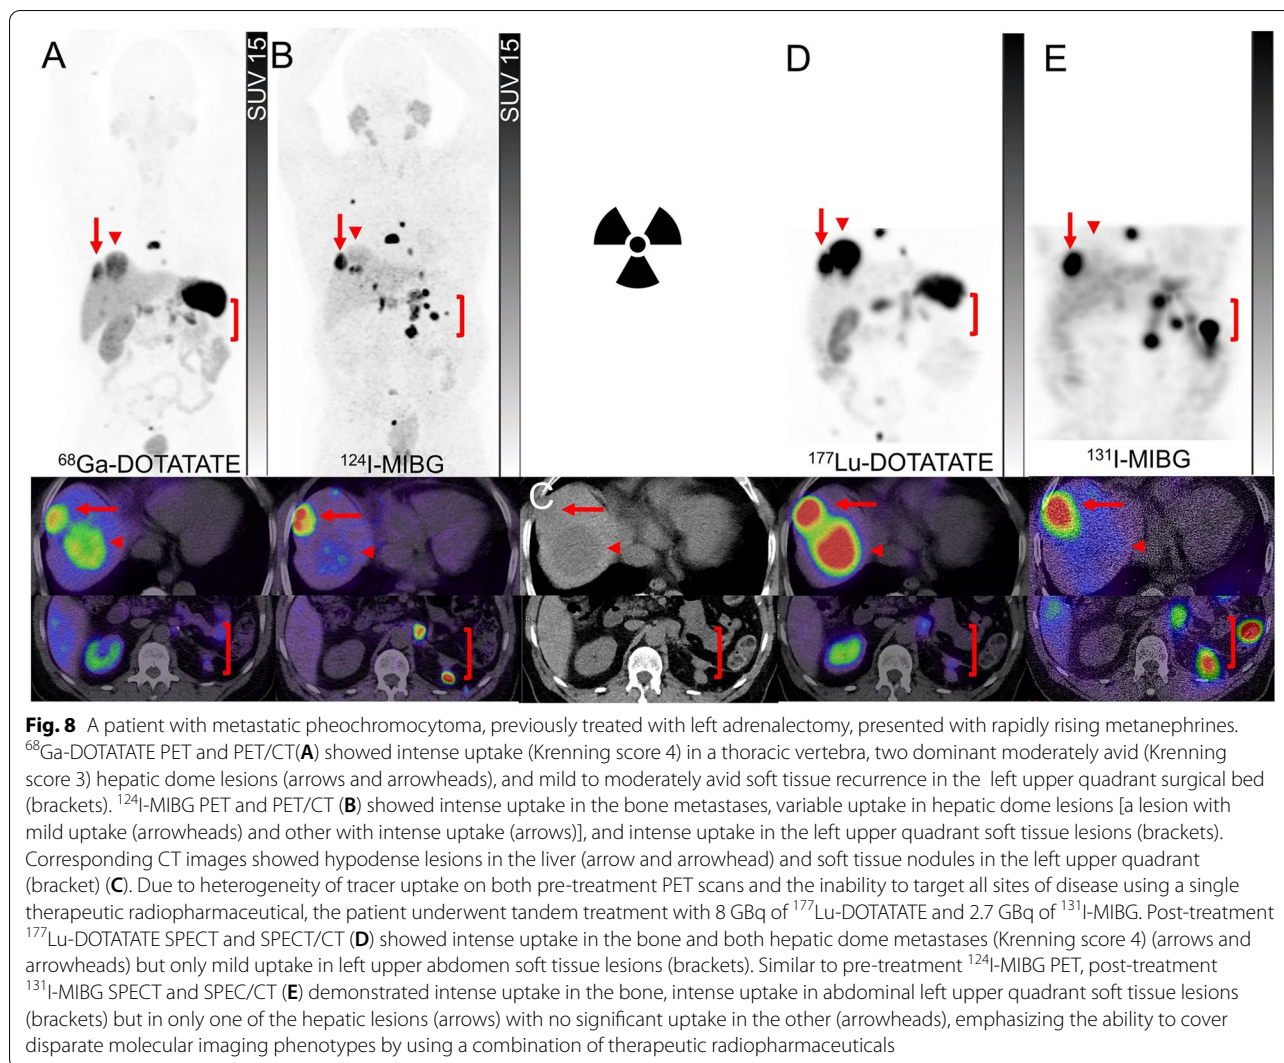 A
B
D
E
SUV 15
SUV 15
⁶⁸Ga-DOTATATE
¹²⁴I-MIBG
¹⁷⁷Lu-DOTATATE
¹³¹I-MIBG
C
Fig. 8 A patient with metastatic pheochromocytoma, previously treated with left adrenalectomy, presented with rapidly rising metanephrines.
⁶⁸Ga-DOTATATE PET and PET/CT(A) showed intense uptake (Krenning score 4) in a thoracic vertebra, two dominant moderately avid (Krenning
score 3) hepatic dome lesions (arrows and arrowheads), and mild to moderately avid soft tissue recurrence in the left upper quadrant surgical bed
(brackets). ¹²⁴I-MIBG PET and PET/CT (B) showed intense uptake in the bone metastases, variable uptake in hepatic dome lesions [a lesion with
mild uptake (arrowheads) and other with intense uptake (arrows)], and intense uptake in the left upper quadrant soft tissue lesions (brackets).
Corresponding CT images showed hypodense lesions in the liver (arrow and arrowhead) and soft tissue nodules in the left upper quadrant
(bracket) (C). Due to heterogeneity of tracer uptake on both pre-treatment PET scans and the inability to target all sites of disease using a single
therapeutic radiopharmaceutical, the patient underwent tandem treatment with 8 GBq of ¹⁷⁷Lu-DOTATATE and 2.7 GBq of ¹³¹I-MIBG. Post-treatment
¹⁷⁷Lu-DOTATATE SPECT and SPECT/CT (D) showed intense uptake in the bone and both hepatic dome metastases (Krenning score 4) (arrows and
arrowheads) but only mild uptake in left upper abdomen soft tissue lesions (brackets). Similar to pre-treatment ¹²⁴I-MIBG PET, post-treatment
¹³¹I-MIBG SPECT and SPEC/CT (E) demonstrated intense uptake in the bone, intense uptake in abdominal left upper quadrant soft tissue lesions
(brackets) but in only one of the hepatic lesions (arrows) with no significant uptake in the other (arrowheads), emphasizing the ability to cover
disparate molecular imaging phenotypes by using a combination of therapeutic radiopharmaceuticals